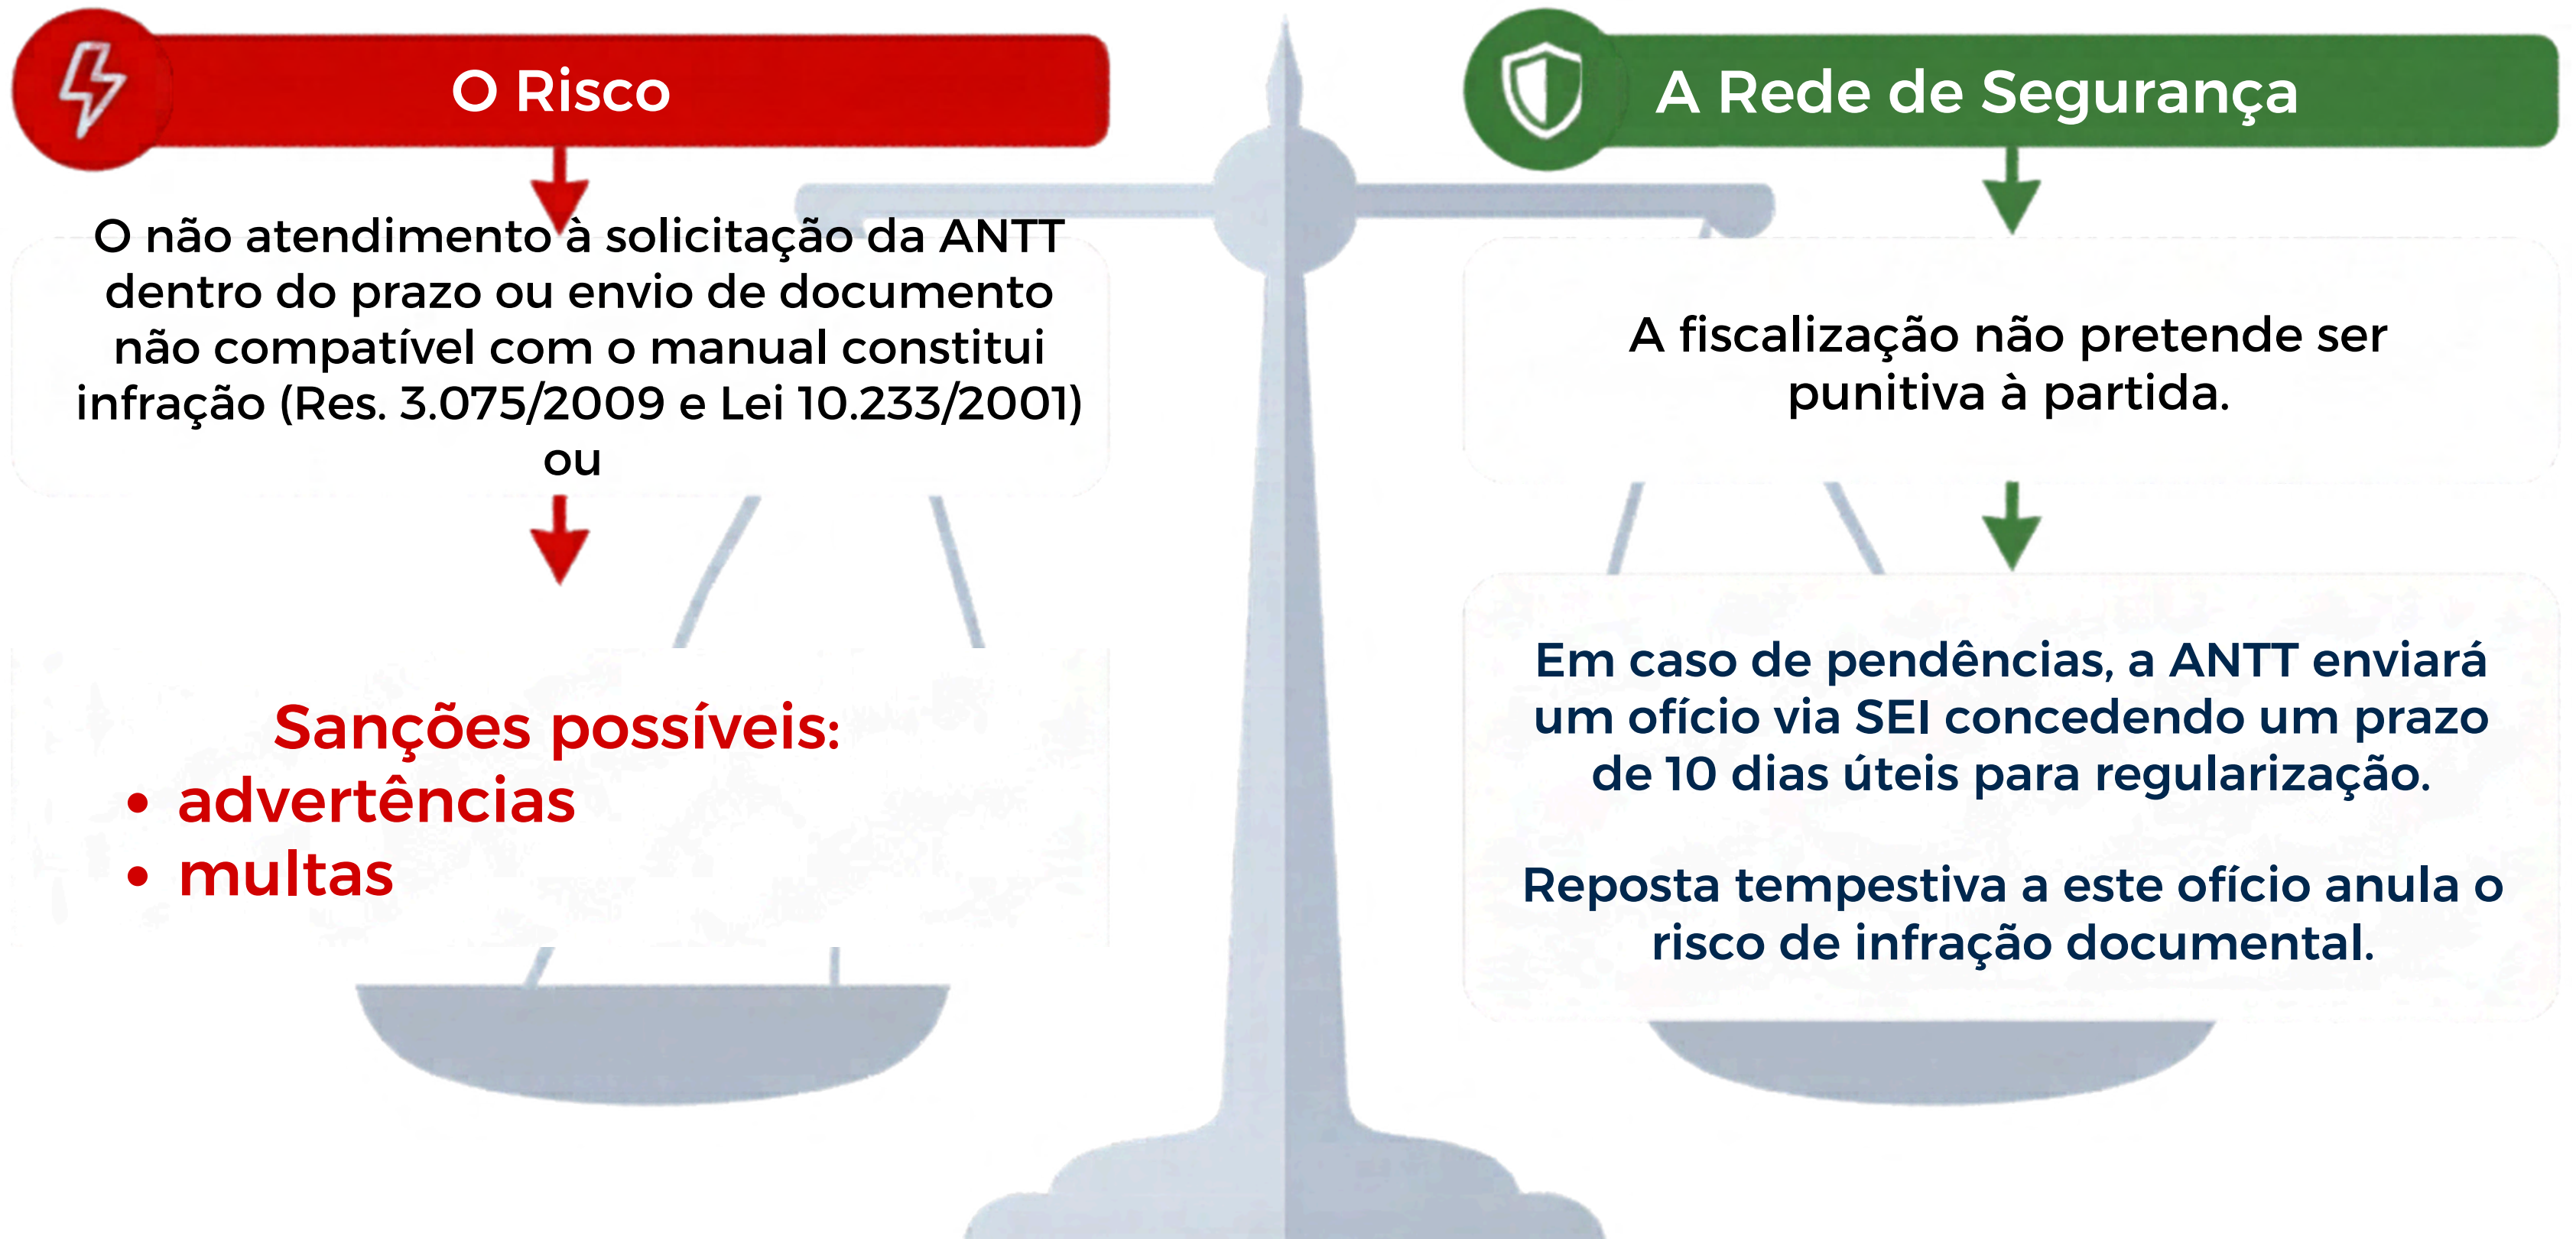 O Risco
O não atendimento à solicitação da ANTT
dentro do prazo ou envio de documento
não compatível com o manual constitui
infração (Res. 3.075/2009 e Lei 10.233/2001)
ou
Sanções possíveis:
• advertências
• multas
A Rede de Segurança
A fiscalização não pretende ser
punitiva à partida.
Em caso de pendências, a ANTT enviará
um ofício via SEI concedendo um prazo
de 10 dias úteis para regularização.
Reposta tempestiva a este ofício anula o
risco de infração documental.